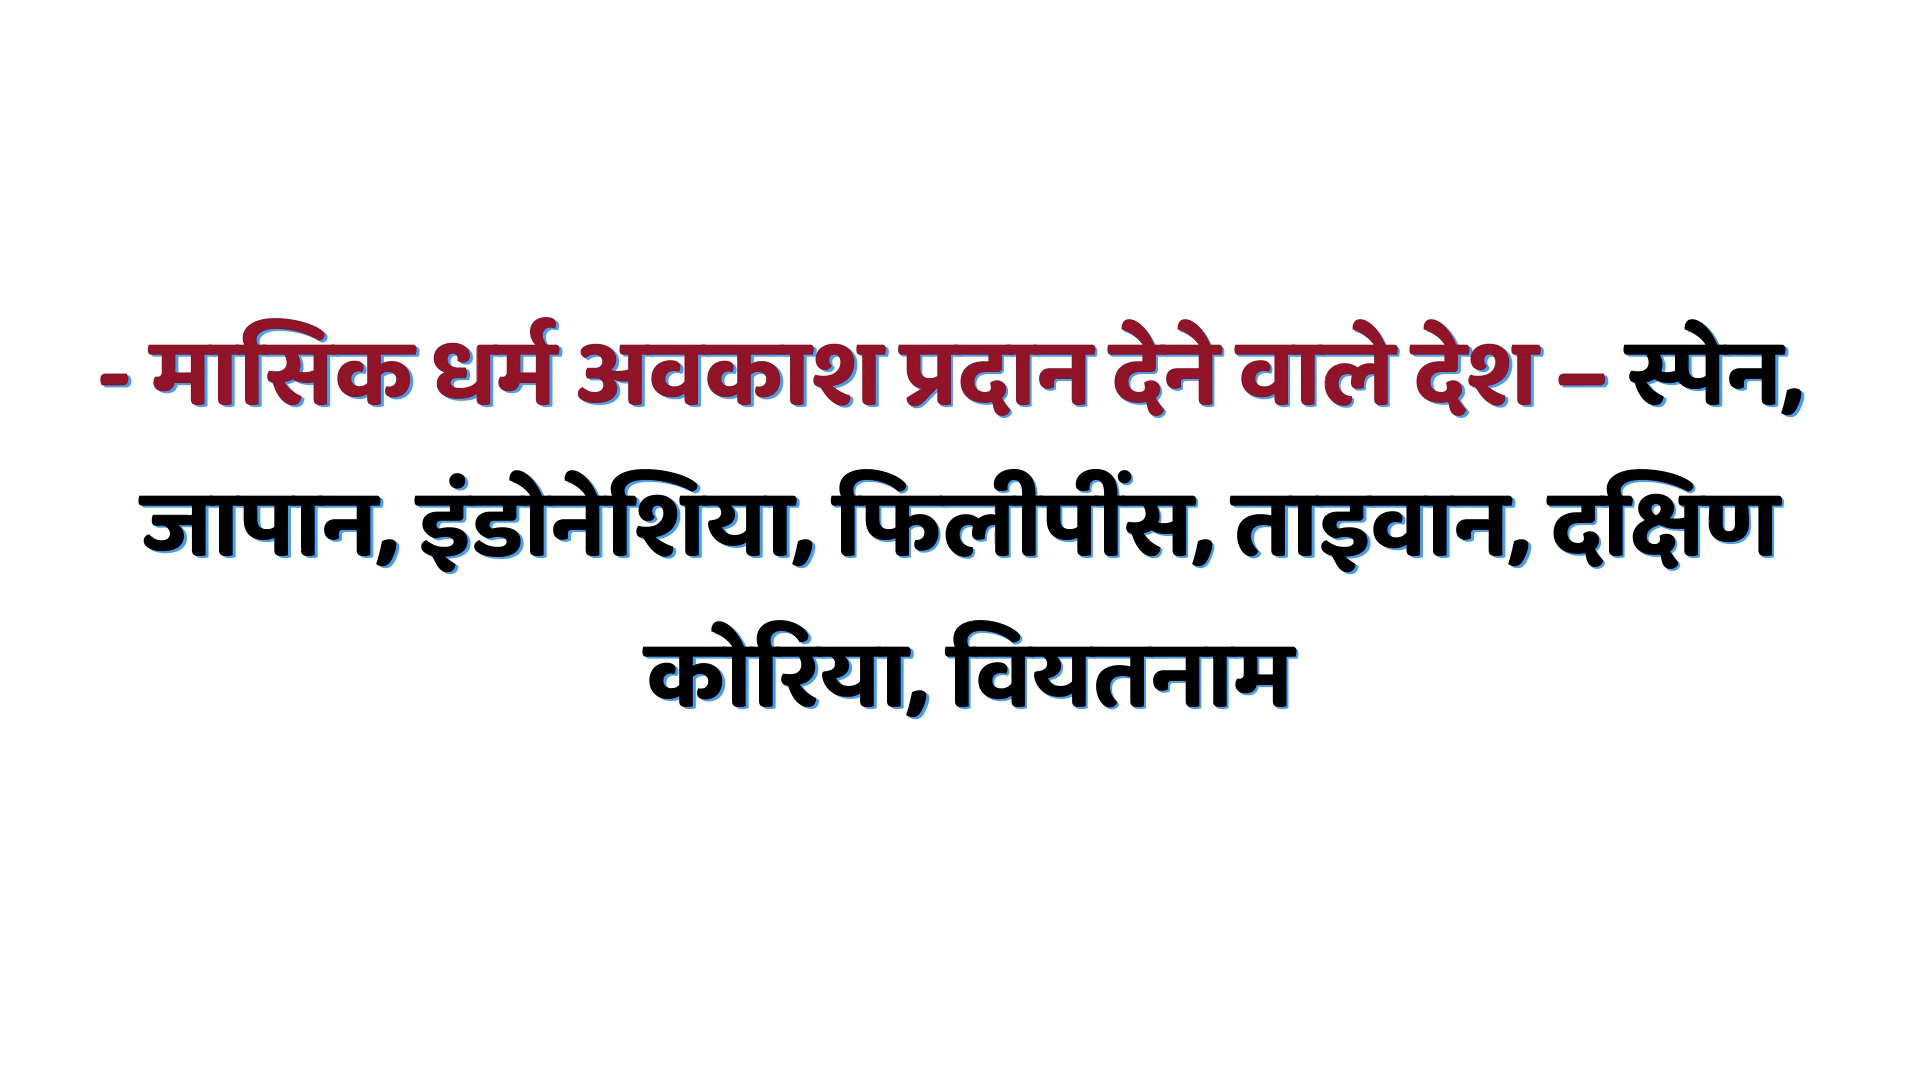 - मासिक धर्म अवकाश प्रदान देने वाले देश – स्पेन,
जापान, इंडोनेशिया, फिलीपींस, ताइवान, दक्षिण
कोरिया, वियतनाम